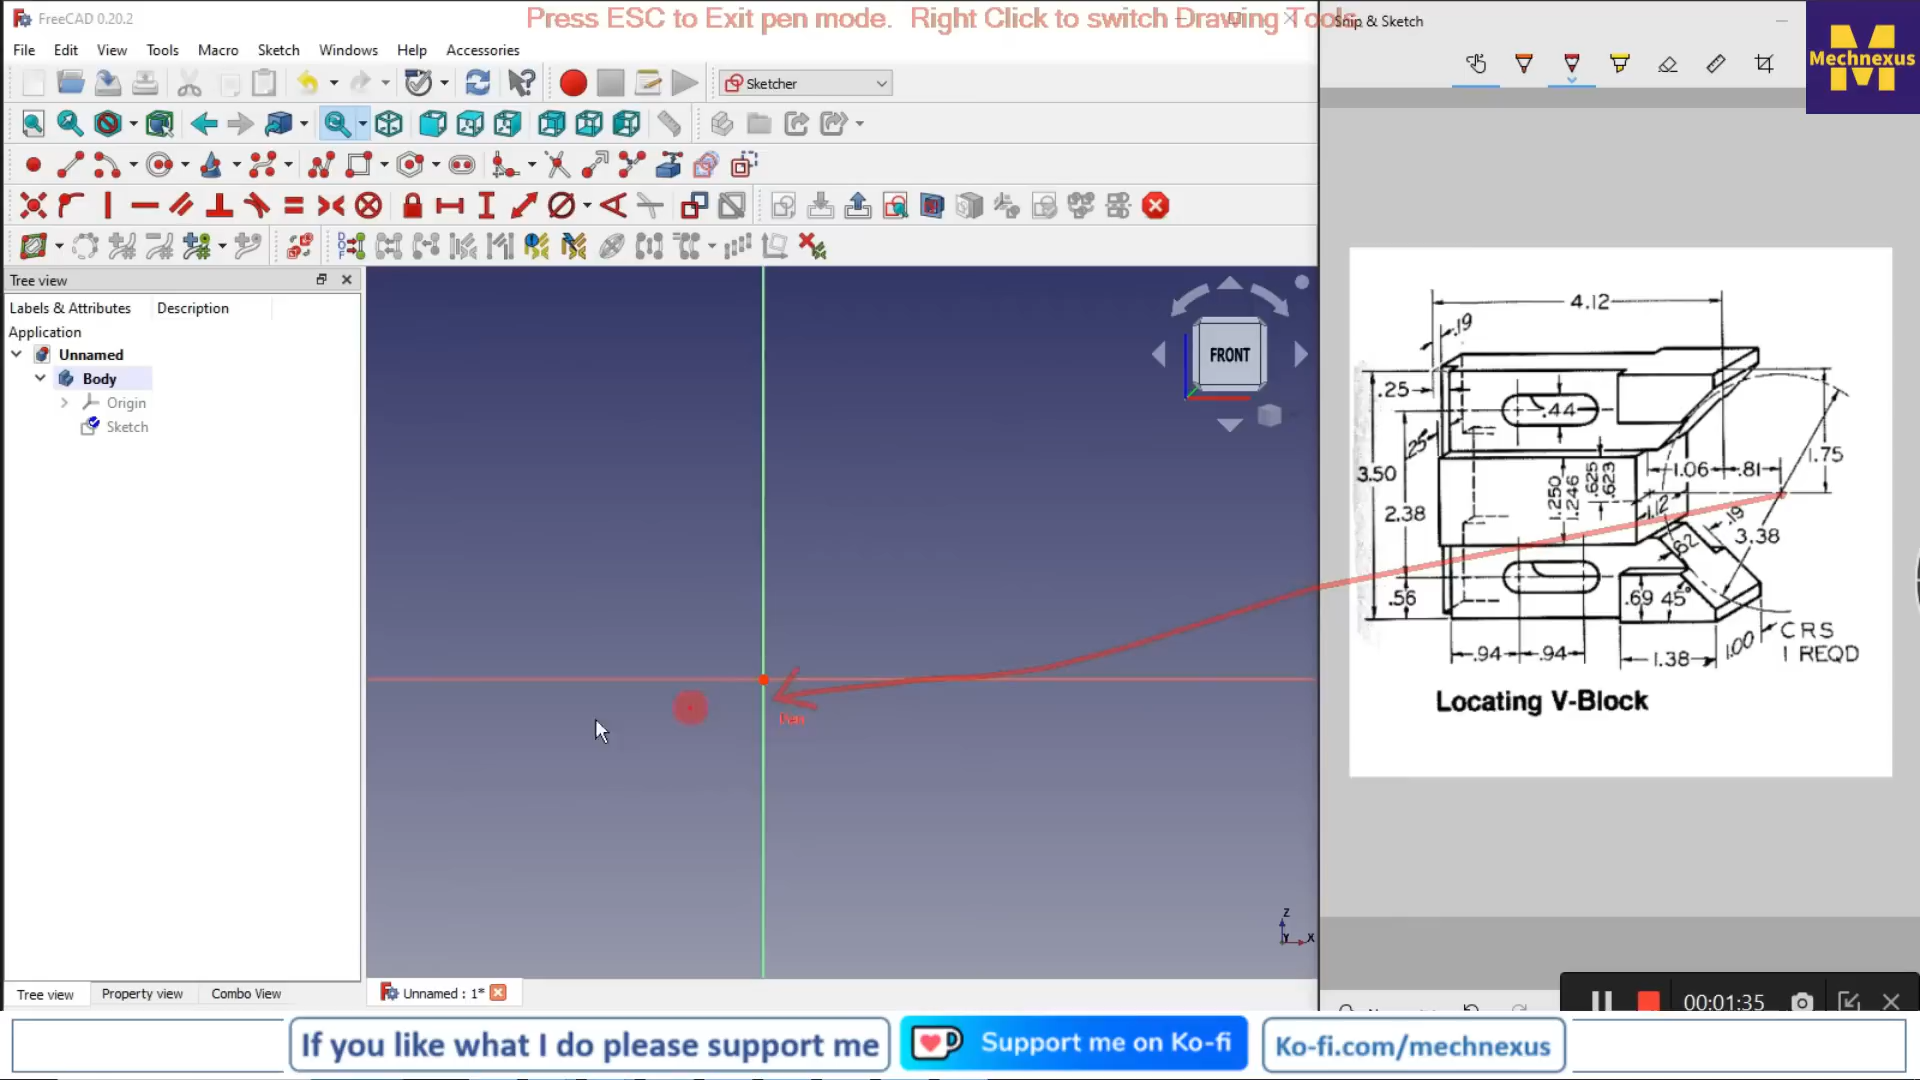 FreeCAD 0.20.2
Press ESC to Exit pen mode. Right Click to switch Drawing Tools.
Snip & Sketch
Mechnexus
File Edit View Tools Macro Sketch Windows Help Accessories
Sketcher
Tree view
Labels & Attributes Description
Application
Unnamed
Body
Origin
Sketch
FRONT
Pen
Z
Y X
4.12
.19
.25
.44
.25
3.50
1.06 .81
1.75
.625
.623
1.250
1.246
2.38
1.12
.19
3.38
.62
.56
.69 45°
.94 .94
1.38
1.00
CRS
1 REQD
Locating V-Block
Tree view Property view Combo View
Unnamed : 1*
00:01:35
If you like what I do please support me
Support me on Ko-fi
Ko-fi.com/mechnexus